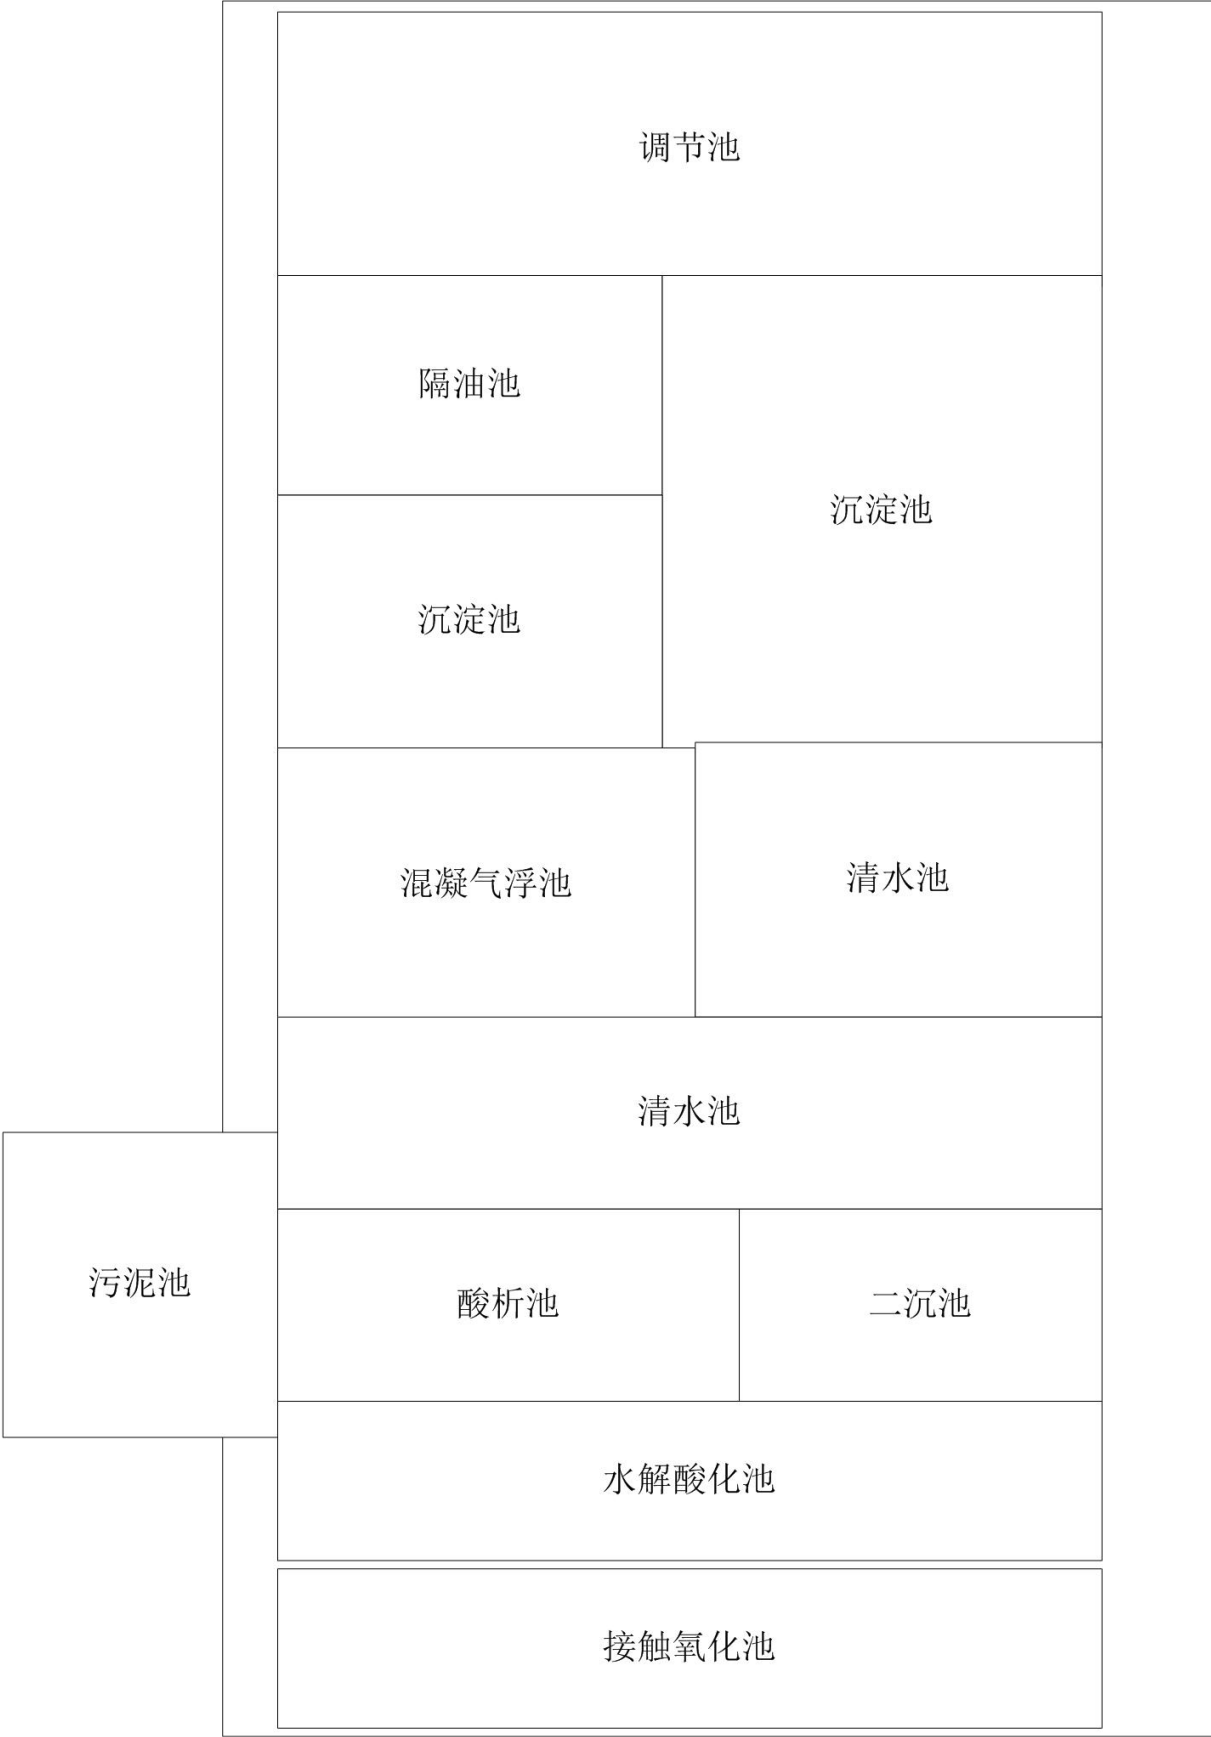 调节池
隔油池
沉淀池
沉淀池
混凝气浮池
清水池
清水池
污泥池
酸析池
二沉池
水解酸化池
接触氧化池